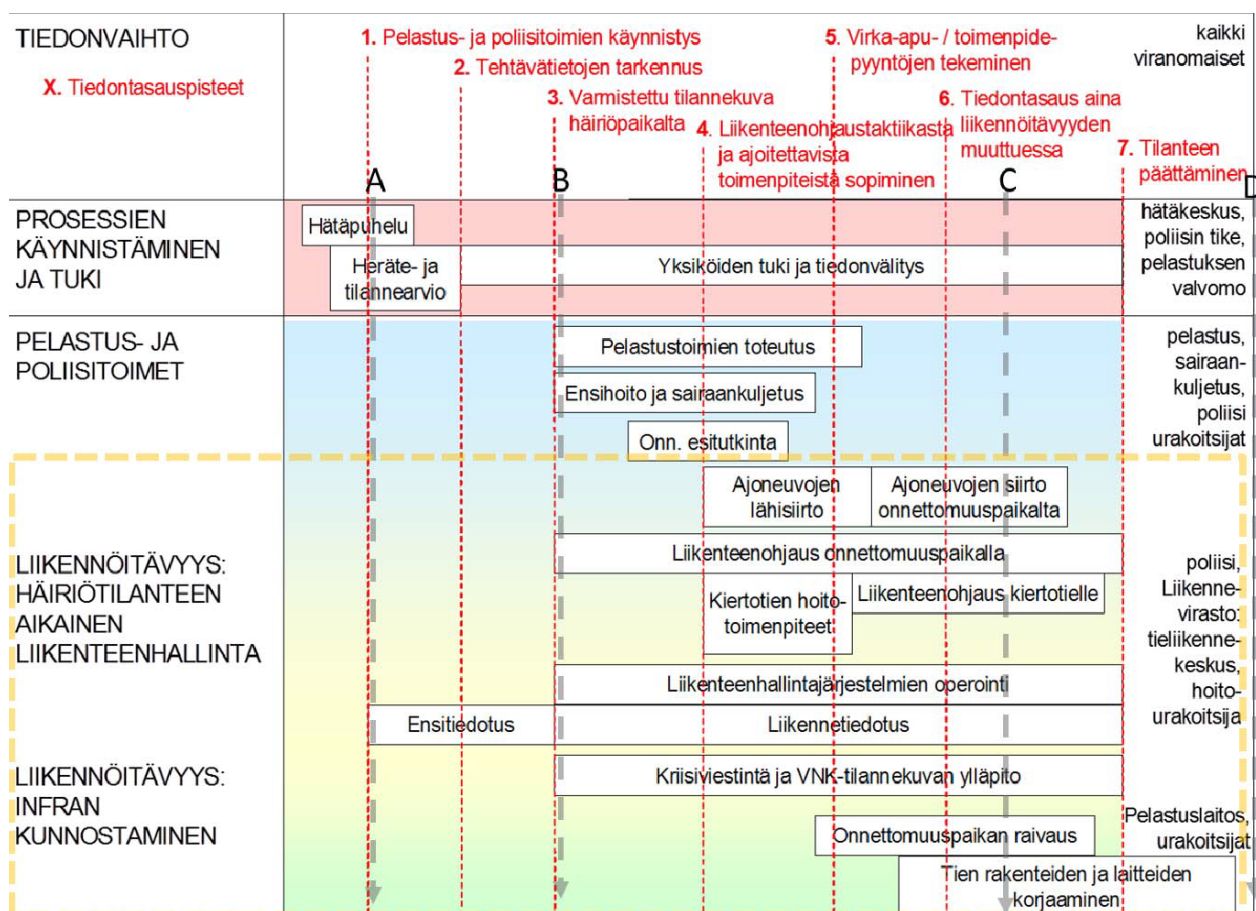 TIEDONVAIHTO
X. Tiedontasauspisteet
1. Pelastus- ja poliisitoimien käynnistys
2. Tehtävätietojen tarkennus
3. Varmistettu tilannekuva
häiriöpaikalta
4. Liikenteenohjaustaktiikasta
ja ajoitettavista
toimenpiteistä sopiminen
5. Virka-apu- / toimenpide-
pyyntöjen tekeminen
6. Tiedontasaus aina
liikennöitävyyden
muuttuessa
7. Tilanteen
päättäminen
kaikki
viranomaiset
A
B
C
D
PROSESSIEN
KÄYNNISTÄMINEN
JA TUKI
Hätäpuhelu
Heräte- ja
tilannearvio
Yksiköiden tuki ja tiedonvälitys
hätäkeskus,
poliisin tike,
pelastuksen
valvomo
PELASTUS- JA
POLIISITOIMET
Pelastustoimien toteutus
Ensihoito ja sairaankuljetus
Onn. esitutkinta
pelastus,
sairaan-
kuljetus,
poliisi
urakoitsijat
LIIKENNÖITÄVYYS:
HÄIRIÖTILANTEEN
AIKAINEN
LIIKENTEENHALLINTA
Ajoneuvojen
lähisiirto
Ajoneuvojen siirto
onnettomuuspaikalta
Liikenteenohjaus onnettomuuspaikalla
Kiertotien hoito-
toimenpiteet
Liikenteenohjaus kiertotielle
Liikenteenhallintajärjestelmien operointi
Ensitiedotus
Liikennetiedotus
poliisi,
Liikenne-
virasto:
tieliikenne-
keskus,
hoito-
urakoitsija
LIIKENNÖITÄVYYS:
INFRAN
KUNNOSTAMINEN
Kriisiviestintä ja VNK-tilannekuvan ylläpito
Onnettomuuspaikan raivaus
Tien rakenteiden ja laitteiden
korjaaminen
Pelastuslaitos,
urakoitsijat